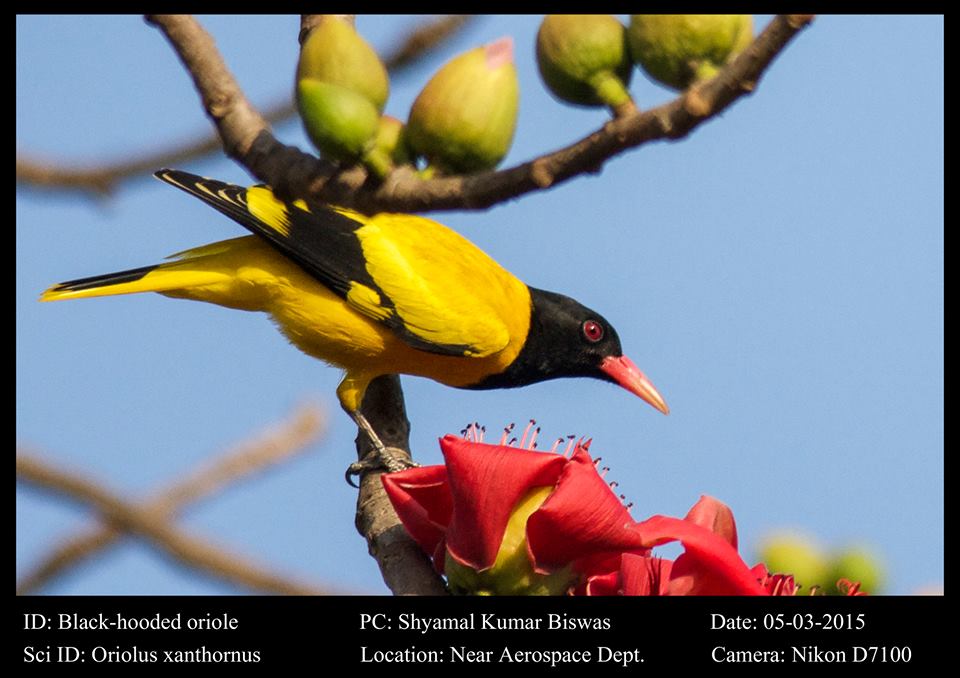 ID: Black-hooded oriole
PC: Shyamal Kumar Biswas
Date: 05-03-2015
Sci ID: Oriolus xanthornus
Location: Near Aerospace Dept.
Camera: Nikon D7100